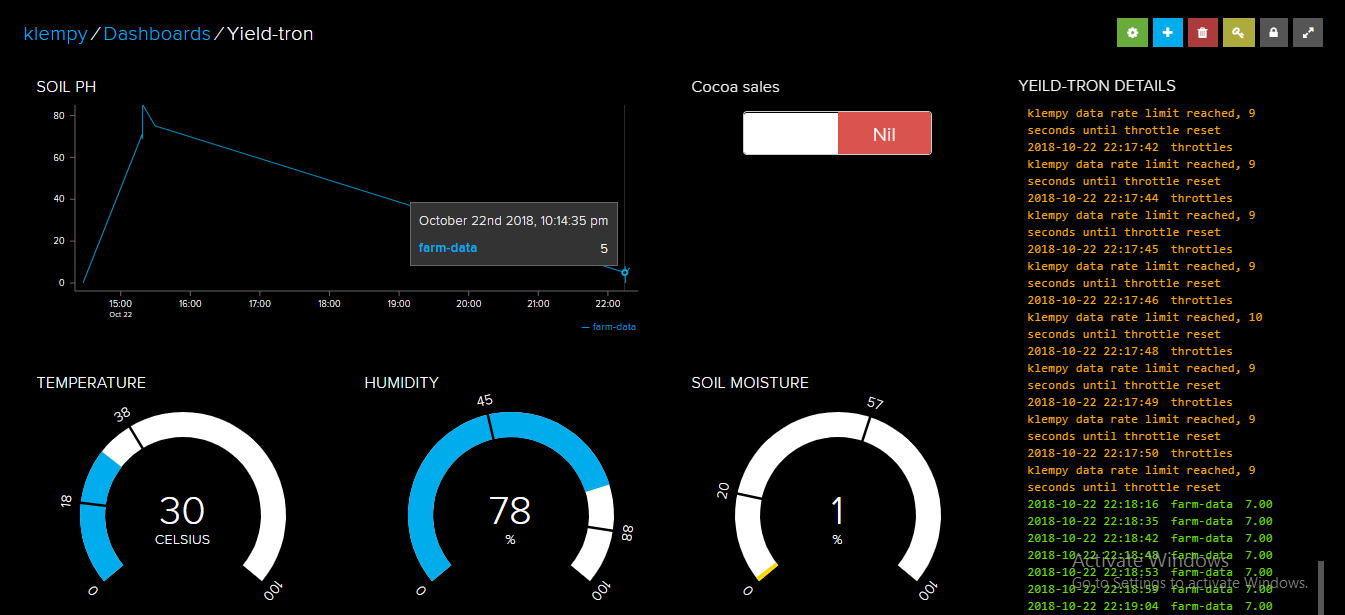 klempy / Dashboards / Yield-tron
SOIL PH
80
60
40
20
0
15:00
Oct 22
16:00
17:00
18:00
19:00
20:00
21:00
22:00
October 22nd 2018, 10:14:35 pm
farm-data 5
— farm-data
Cocoa sales
Nil
TEMPERATURE
0
18
38
100
30
CELSIUS
HUMIDITY
0
45
88
100
78
%
SOIL MOISTURE
0
20
57
100
1
%
YEILD-TRON DETAILS
klempy data rate limit reached, 9
seconds until throttle reset
2018-10-22 22:17:42 throttles
klempy data rate limit reached, 9
seconds until throttle reset
2018-10-22 22:17:44 throttles
klempy data rate limit reached, 9
seconds until throttle reset
2018-10-22 22:17:45 throttles
klempy data rate limit reached, 9
seconds until throttle reset
2018-10-22 22:17:46 throttles
klempy data rate limit reached, 10
seconds until throttle reset
2018-10-22 22:17:48 throttles
klempy data rate limit reached, 9
seconds until throttle reset
2018-10-22 22:17:49 throttles
klempy data rate limit reached, 9
seconds until throttle reset
2018-10-22 22:17:50 throttles
klempy data rate limit reached, 9
seconds until throttle reset
2018-10-22 22:18:16 farm-data 7.00
2018-10-22 22:18:35 farm-data 7.00
2018-10-22 22:18:42 farm-data 7.00
2018-10-22 22:18:48 farm-data 7.00
2018-10-22 22:18:53 farm-data 7.00
2018-10-22 22:18:59 farm-data 7.00
2018-10-22 22:19:04 farm-data 7.00
Activate Windows
Go to Settings to activate Windows.